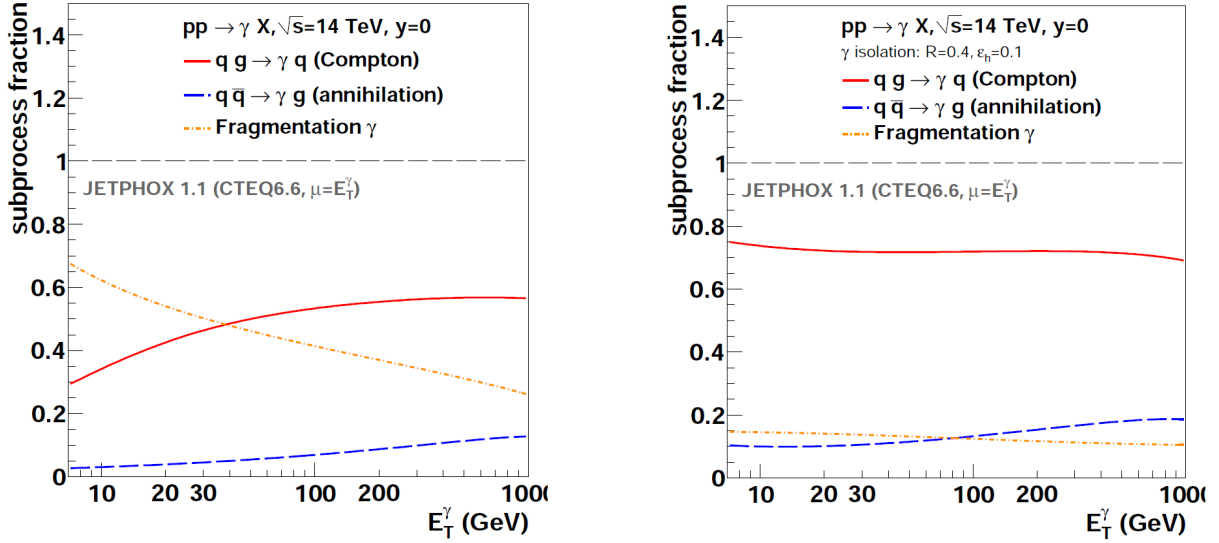 pp → γ X, √s=14 TeV, y=0
q g → γ q (Compton)
q q̅ → γ g (annihilation)
Fragmentation γ
JETPHOX 1.1 (CTEQ6.6, μ=E_T^γ)
subprocess fraction
1.4
1.2
1
0.8
0.6
0.4
0.2
0
10
20
30
100
200
1000
E_T^γ (GeV)
pp → γ X, √s=14 TeV, y=0
γ isolation: R=0.4, ε_h=0.1
q g → γ q (Compton)
q q̅ → γ g (annihilation)
Fragmentation γ
JETPHOX 1.1 (CTEQ6.6, μ=E_T^γ)
subprocess fraction
1.4
1.2
1
0.8
0.6
0.4
0.2
0
10
20
30
100
200
1000
E_T^γ (GeV)